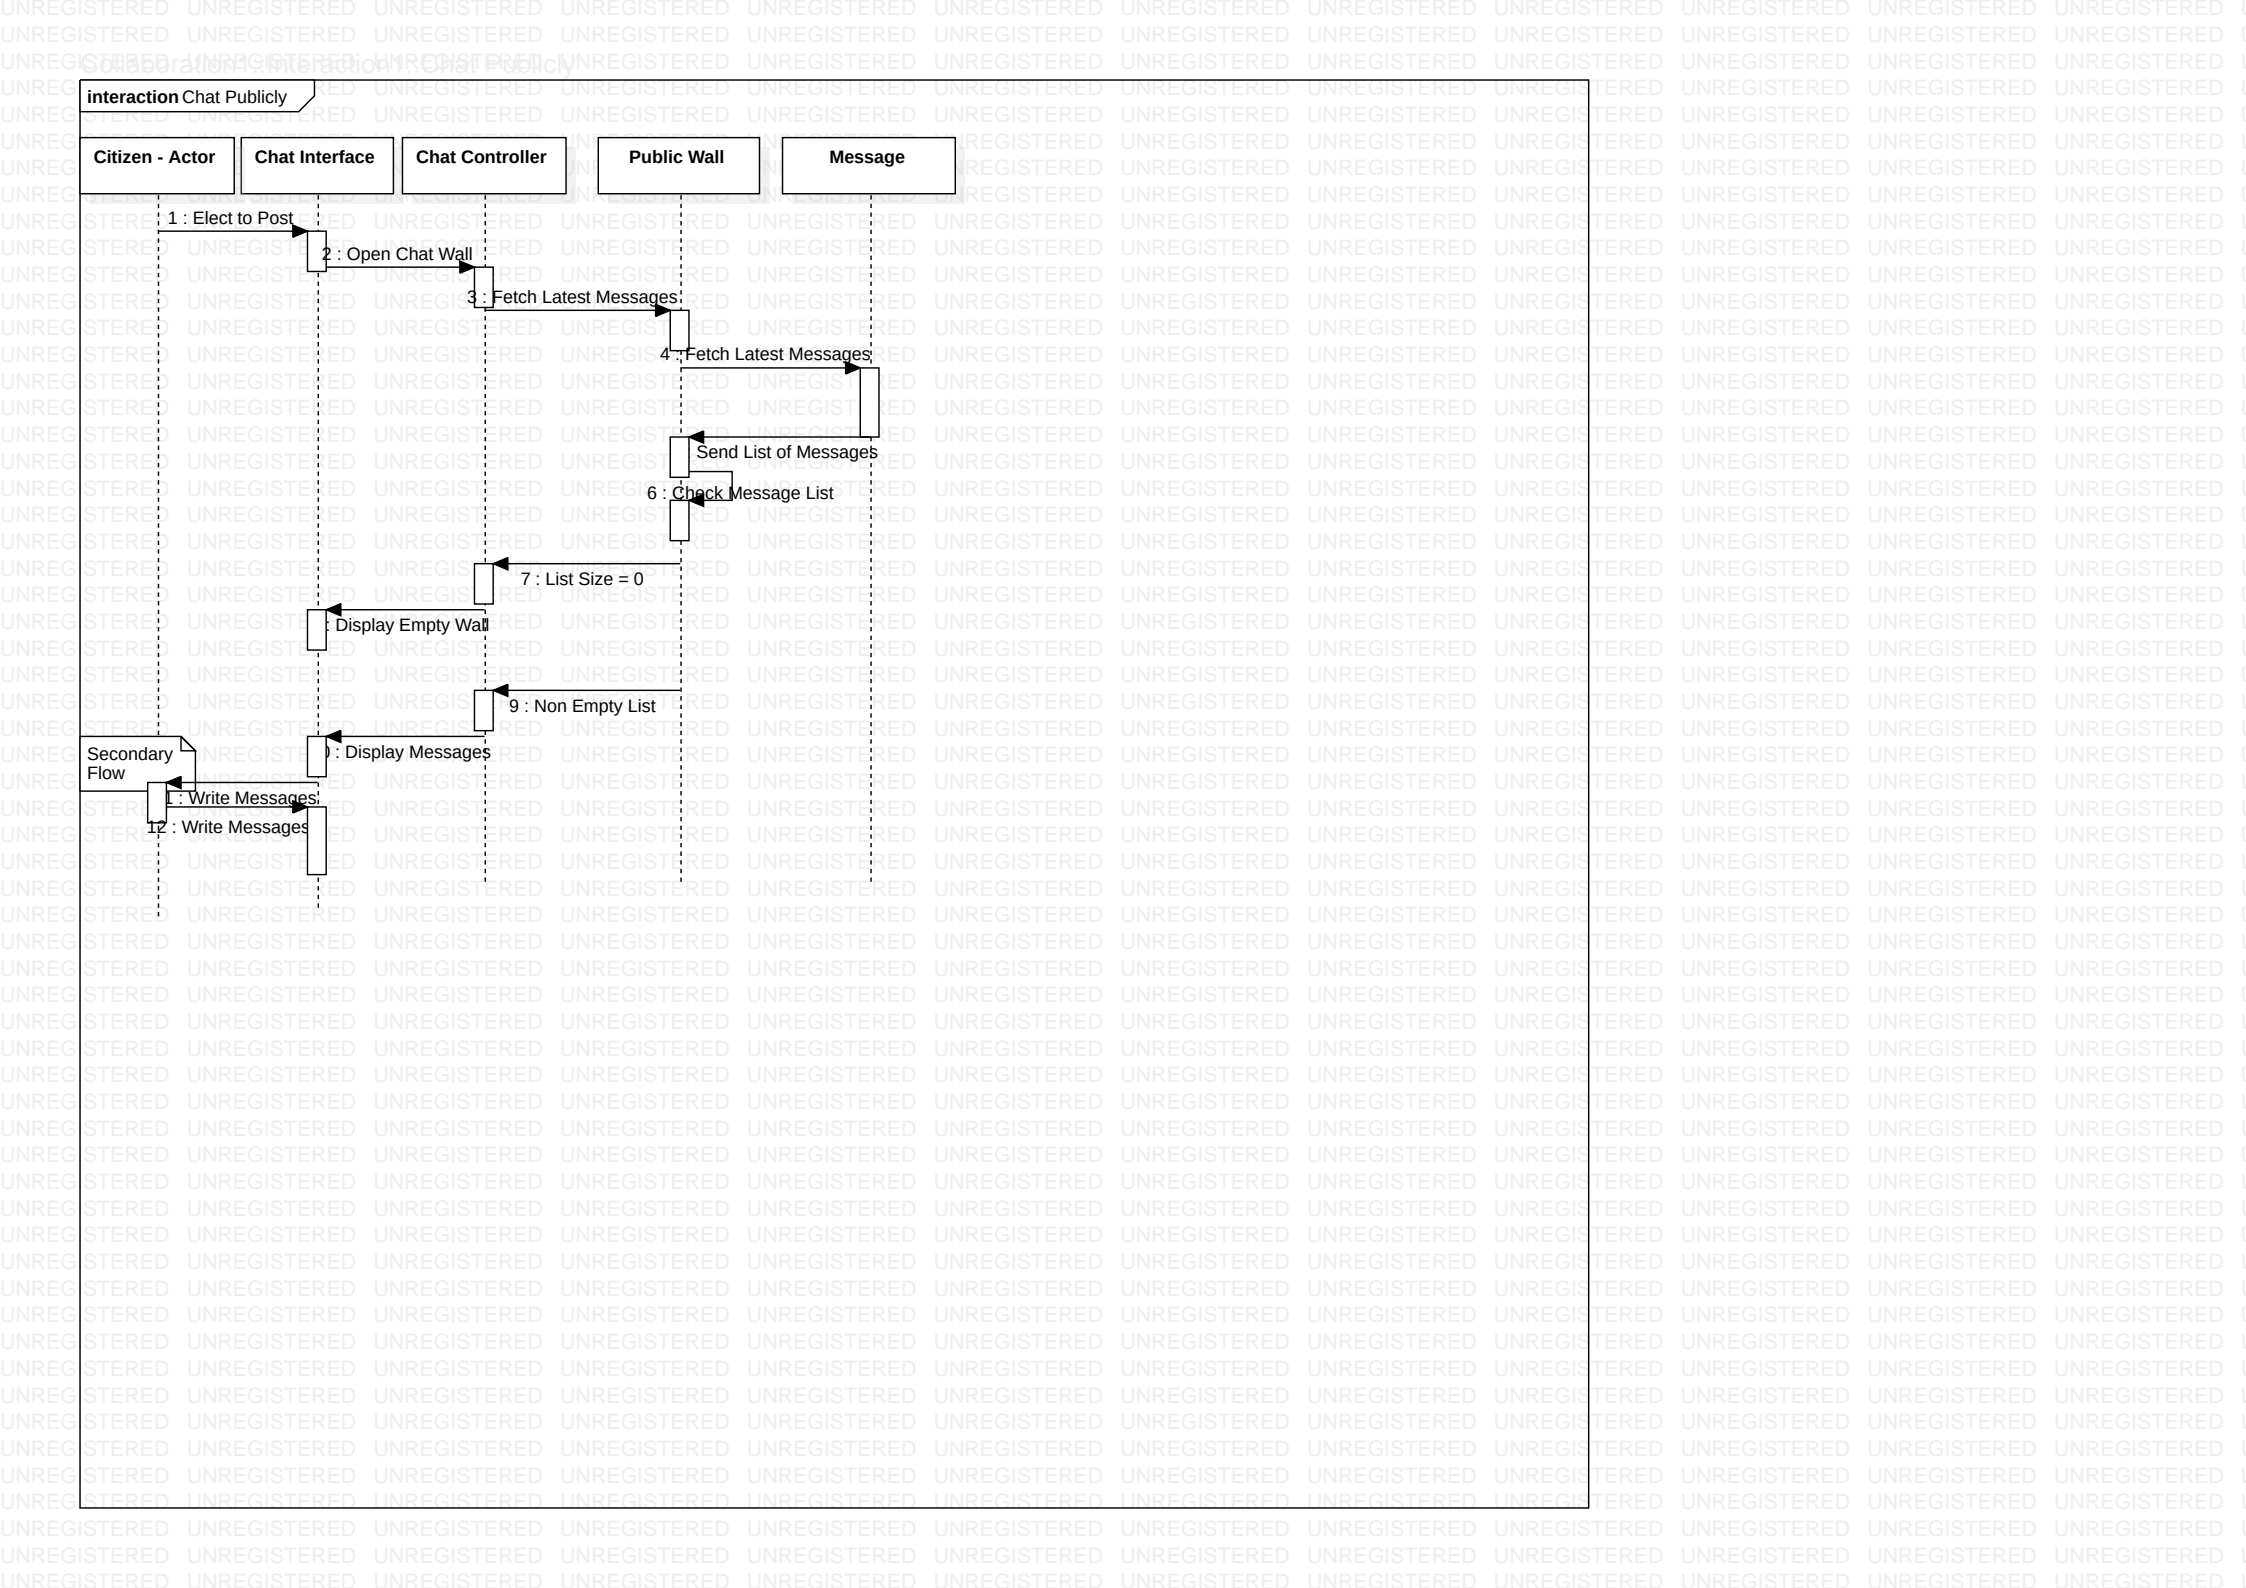 Collaboration1::Interaction1::Chat Publicly
interaction Chat Publicly
Citizen - Actor
Chat Interface
Chat Controller
Public Wall
Message
1 : Elect to Post
2 : Open Chat Wall
3 : Fetch Latest Messages
4 : Fetch Latest Messages
Send List of Messages
6 : Check Message List
7 : List Size = 0
: Display Empty Wall
9 : Non Empty List
: Display Messages
Secondary
Flow
1 : Write Messages
12 : Write Messages
UNREGISTERED